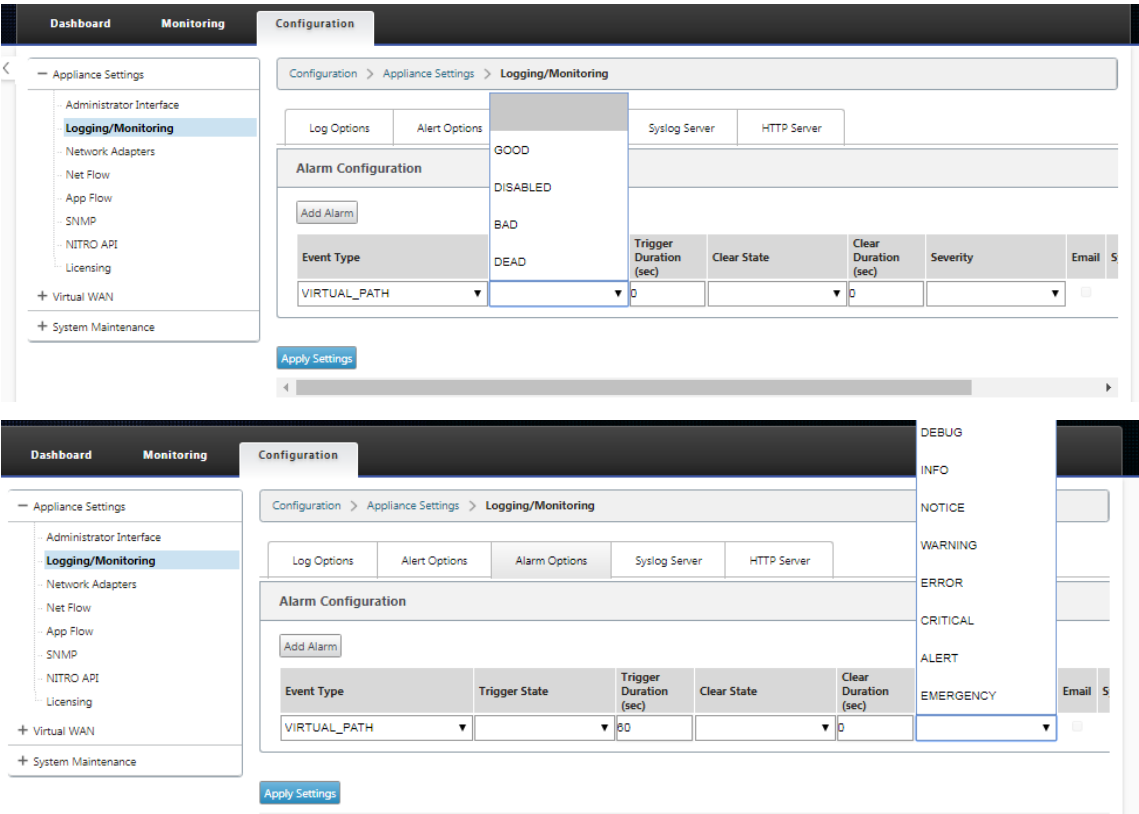 Dashboard Monitoring Configuration
Configuration > Appliance Settings > Logging/Monitoring
− Appliance Settings
Administrator Interface
Logging/Monitoring
Network Adapters
Net Flow
App Flow
SNMP
NITRO API
Licensing
+ Virtual WAN
+ System Maintenance
Log Options Alert Options Syslog Server HTTP Server
GOOD
DISABLED
BAD
DEAD
Alarm Configuration
Add Alarm
Event Type Trigger Duration (sec) Clear State Clear Duration (sec) Severity Email S
VIRTUAL_PATH 0 0
Apply Settings
Dashboard Monitoring Configuration
Configuration > Appliance Settings > Logging/Monitoring
− Appliance Settings
Administrator Interface
Logging/Monitoring
Network Adapters
Net Flow
App Flow
SNMP
NITRO API
Licensing
+ Virtual WAN
+ System Maintenance
Log Options Alert Options Alarm Options Syslog Server HTTP Server
DEBUG
INFO
NOTICE
WARNING
ERROR
CRITICAL
ALERT
EMERGENCY
Alarm Configuration
Add Alarm
Event Type Trigger State Trigger Duration (sec) Clear State Clear Duration (sec) Email S
VIRTUAL_PATH 60 0
Apply Settings